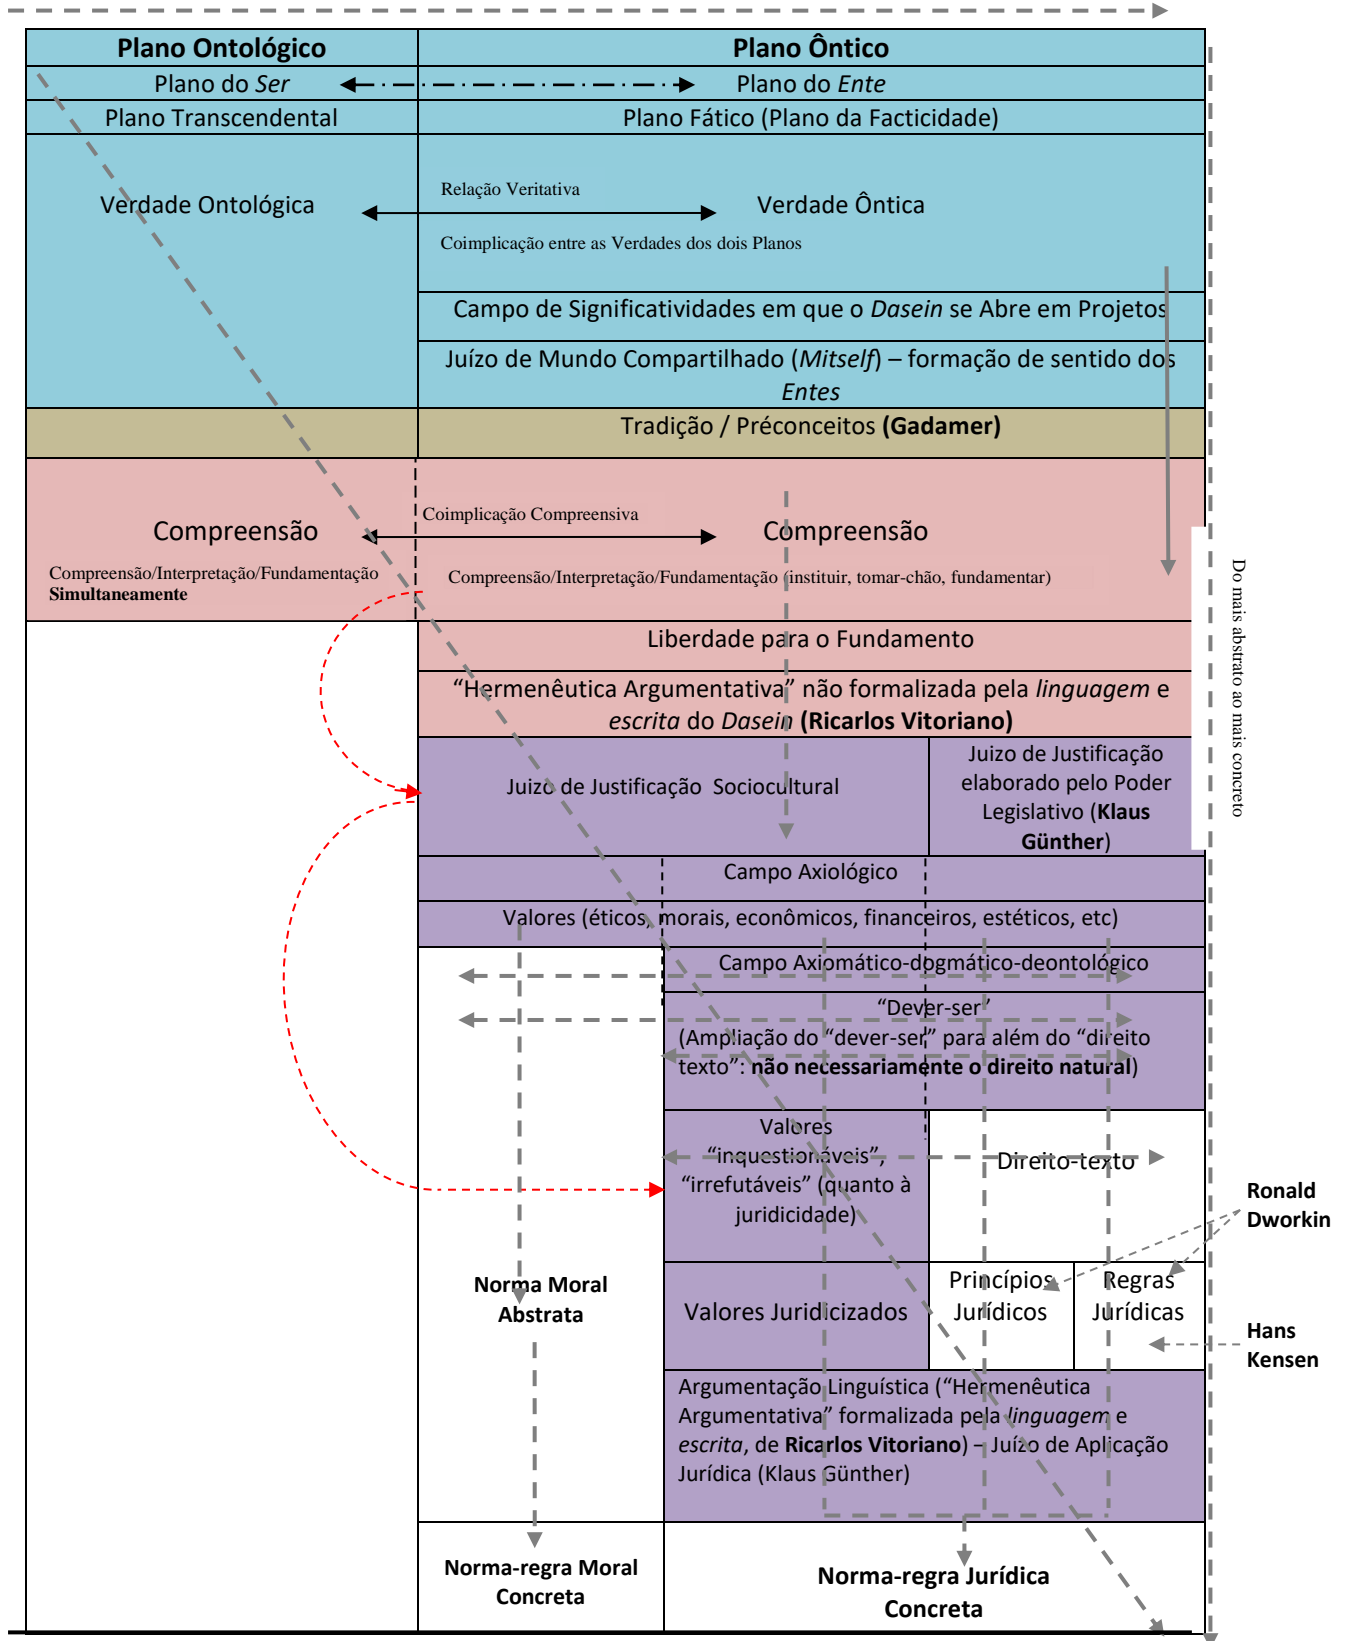 Plano Ontológico
Plano Ôntico
Plano do Ser
Plano do Ente
Plano Transcendental
Plano Fático (Plano da Facticidade)
Verdade Ontológica
Relação Veritativa
Verdade Ôntica
Coimplicação entre as Verdades dos dois Planos
Campo de Significatividades em que o Dasein se Abre em Projetos
Juízo de Mundo Compartilhado (Mitself) – formação de sentido dos
Entes
Tradição / Préconceitos (Gadamer)
Compreensão
Coimplicação Compreensiva
Compreensão
Compreensão/Interpretação/Fundamentação
Simultaneamente
Compreensão/Interpretação/Fundamentação (instituir, tomar-chão, fundamentar)
Do mais abstrato ao mais concreto
Liberdade para o Fundamento
“Hermenêutica Argumentativa” não formalizada pela linguagem e
escrita do Dasein (Ricarlos Vitoriano)
Juizo de Justificação Sociocultural
Juizo de Justificação
elaborado pelo Poder
Legislativo (Klaus
Günther)
Campo Axiológico
Valores (éticos, morais, econômicos, financeiros, estéticos, etc)
Campo Axiomático-dogmático-deontológico
“Dever-ser”
(Ampliação do “dever-ser” para além do “direito
texto”: não necessariamente o direito natural)
Valores
“inquestionáveis”,
“irrefutáveis” (quanto à
juridicidade)
Direito-texto
Ronald
Dworkin
Norma Moral
Abstrata
Valores Juridicizados
Princípios
Jurídicos
Regras
Jurídicas
Hans
Kensen
Argumentação Linguística (“Hermenêutica
Argumentativa” formalizada pela linguagem e
escrita, de Ricarlos Vitoriano) – Juízo de Aplicação
Jurídica (Klaus Günther)
Norma-regra Moral
Concreta
Norma-regra Jurídica
Concreta